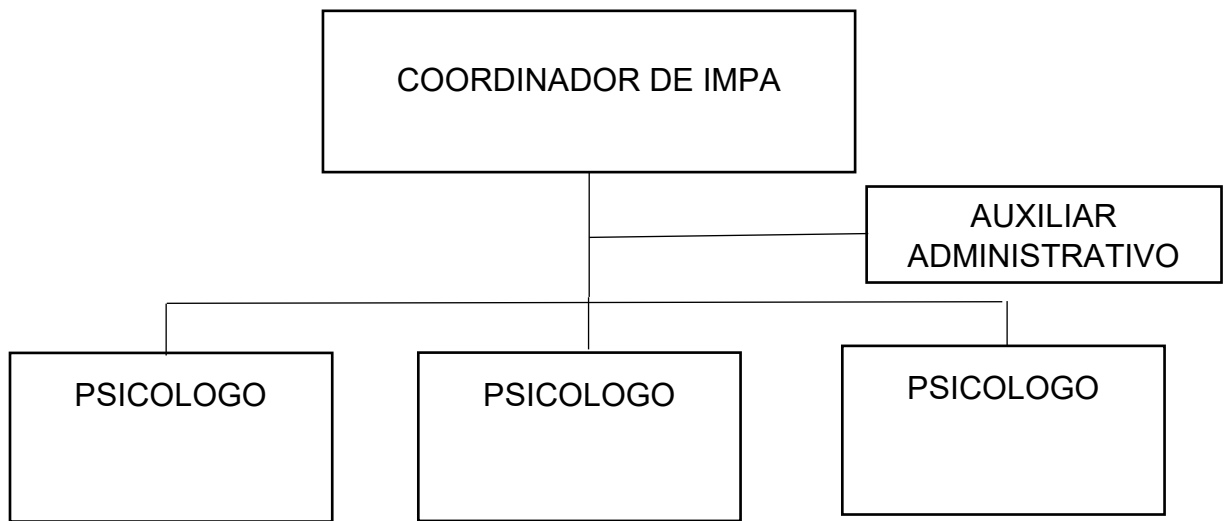 COORDINADOR DE IMPA
AUXILIAR
ADMINISTRATIVO
PSICOLOGO
PSICOLOGO
PSICOLOGO